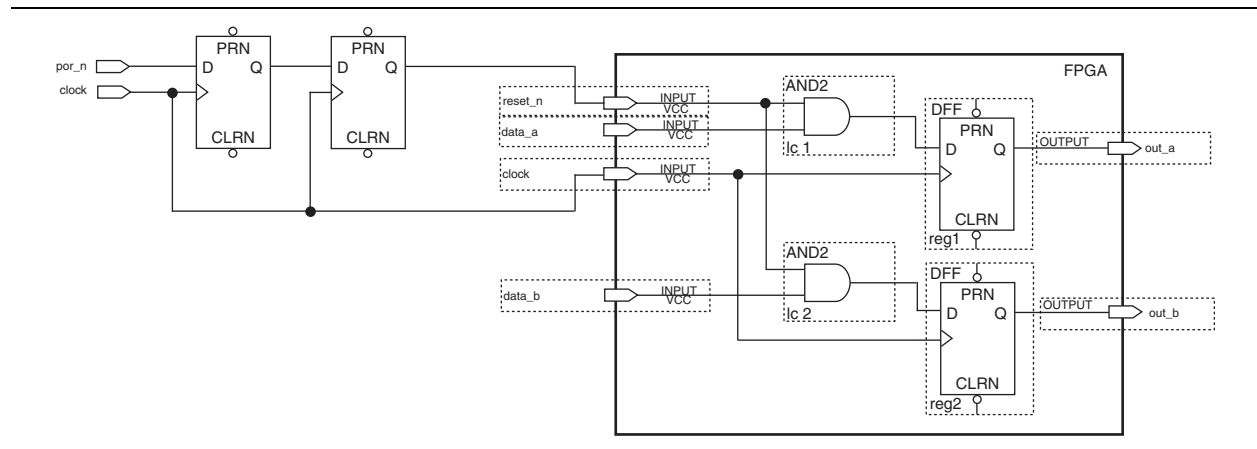 por_n
clock
PRN
D Q
CLRN
PRN
D Q
CLRN
FPGA
reset_n
INPUT
VCC
data_a
INPUT
VCC
clock
INPUT
VCC
AND2
lc 1
DFF
PRN
D Q
CLRN
reg1
OUTPUT
out_a
data_b
INPUT
VCC
AND2
lc 2
DFF
PRN
D Q
CLRN
reg2
OUTPUT
out_b